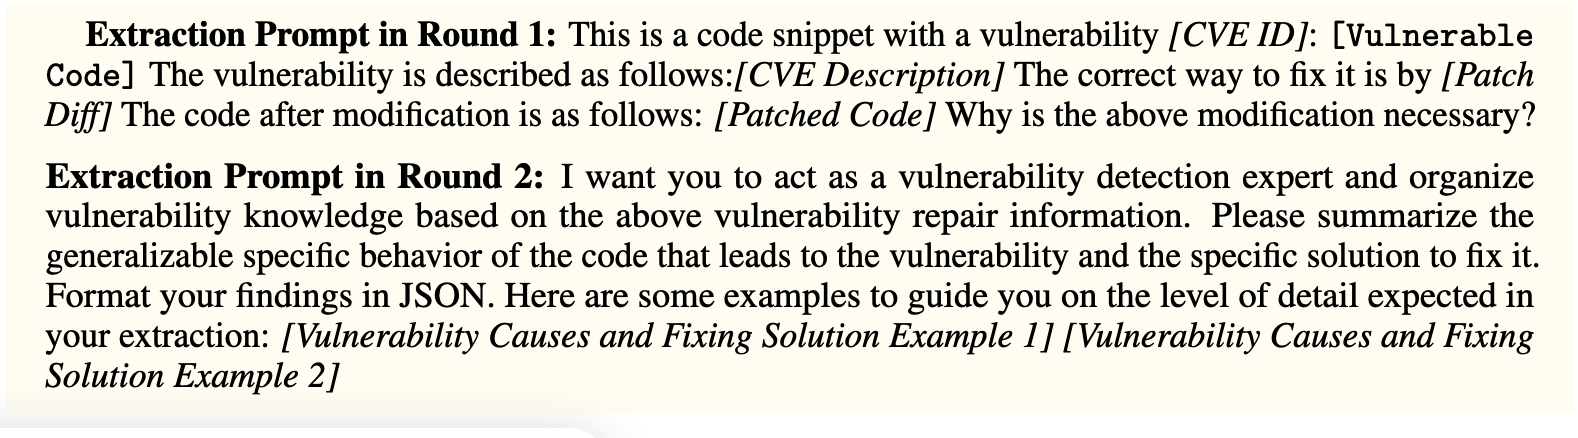 Extraction Prompt in Round 1: This is a code snippet with a vulnerability [CVE ID]: [Vulnerable
Code] The vulnerability is described as follows:[CVE Description] The correct way to fix it is by [Patch
Diff] The code after modification is as follows: [Patched Code] Why is the above modification necessary?
Extraction Prompt in Round 2: I want you to act as a vulnerability detection expert and organize
vulnerability knowledge based on the above vulnerability repair information. Please summarize the
generalizable specific behavior of the code that leads to the vulnerability and the specific solution to fix it.
Format your findings in JSON. Here are some examples to guide you on the level of detail expected in
your extraction: [Vulnerability Causes and Fixing Solution Example 1] [Vulnerability Causes and Fixing
Solution Example 2]